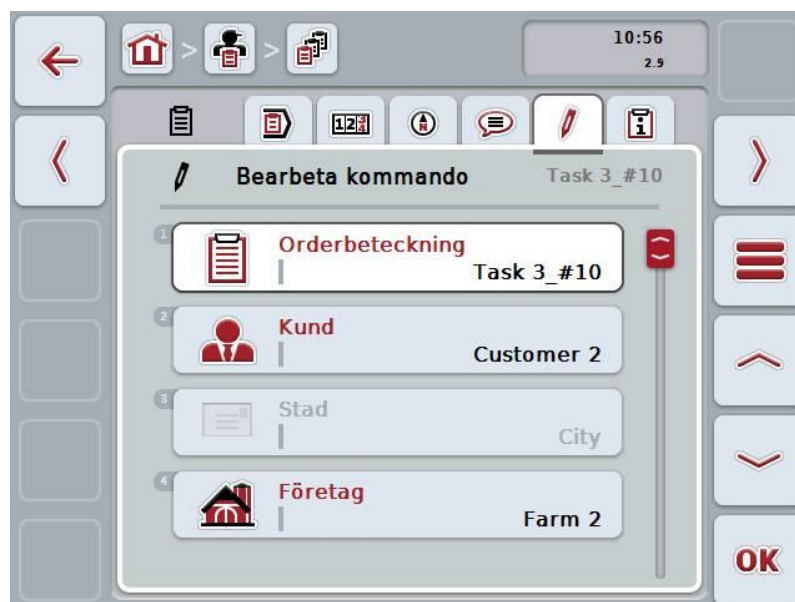 10:56
2.9
Bearbeta kommando
Task 3_#10
1
Orderbeteckning
Task 3_#10
2
Kund
Customer 2
3
Stad
City
4
Företag
Farm 2
OK